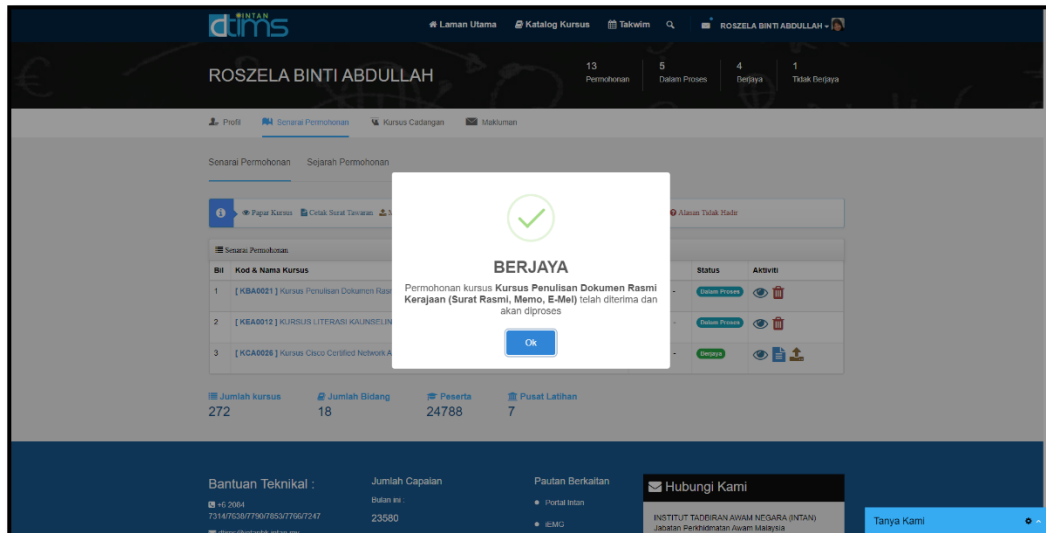 INTAN
dtims
Laman Utama
Katalog Kursus
Takwim
ROSZELA BINTI ABDULLAH
ROSZELA BINTI ABDULLAH
13
Permohonan
5
Dalam Proses
4
Berjaya
1
Tidak Berjaya
Profil
Senarai Permohonan
Kursus Cadangan
Makluman
Senarai Permohonan
Sejarah Permohonan
Papar Kursus
Cetak Surat Tawaran
Alasan Tidak Hadir
Senarai Permohonan
Bil
Kod & Nama Kursus
Status
Aktiviti
1
[ KBA0021 ] Kursus Penulisan Dokumen
-
Dalam Proses
2
[ KEA0012 ] KURSUS LITERASI KAUNSELIN
-
Dalam Proses
3
[ KCA0026 ] Kursus Cisco Certified Network A
-
Berjaya
BERJAYA
Permohonan kursus Kursus Penulisan Dokumen Rasmi
Kerajaan (Surat Rasmi, Memo, E-Mel) telah diterima dan
akan diproses
Ok
Jumlah kursus
272
Jumlah Bidang
18
Peserta
24788
Pusat Latihan
7
Bantuan Teknikal :
+6 2084
7314/7638/7790/7853/7766/7247
Jumlah Capaian
Bulan ini :
23580
Pautan Berkaitan
Portal Intan
iEMG
Hubungi Kami
INSTITUT TADBIRAN AWAM NEGARA (INTAN)
Jabatan Perkhidmatan Awam Malaysia
Tanya Kami